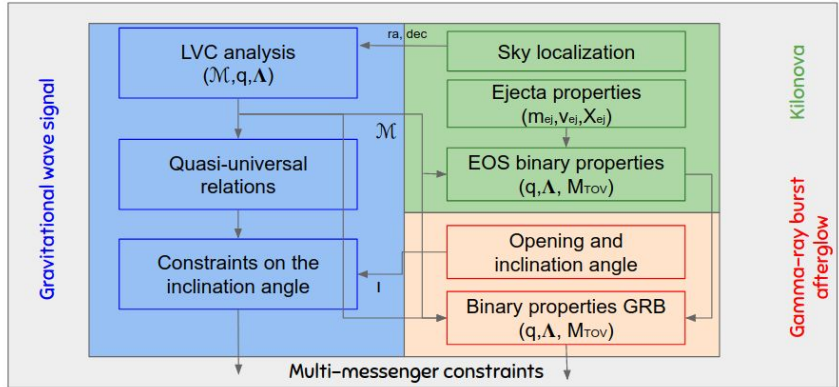 Gravitational wave signal
LVC analysis
(ℳ,q,Λ)
ra, dec
Sky localization
Ejecta properties
(mej,vej,Xej)
ℳ
Quasi-universal
relations
EOS binary properties
(q,Λ, MTOV)
Constraints on the
inclination angle
Opening and
inclination angle
I
Binary properties GRB
(q,Λ, MTOV)
Multi-messenger constraints
Kilonova
Gamma-ray burst
afterglow